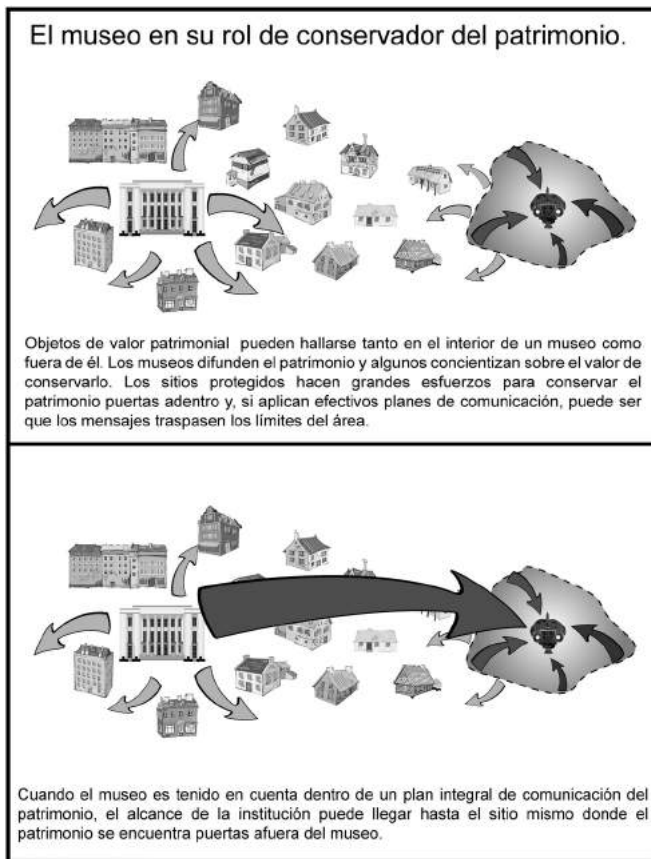 El museo en su rol de conservador del patrimonio.
Objetos de valor patrimonial pueden hallarse tanto en el interior de un museo como
fuera de él. Los museos difunden el patrimonio y algunos concientizan sobre el valor de
conservarlo. Los sitios protegidos hacen grandes esfuerzos para conservar el
patrimonio puertas adentro y, si aplican efectivos planes de comunicación, puede ser
que los mensajes traspasen los límites del área.
Cuando el museo es tenido en cuenta dentro de un plan integral de comunicación del
patrimonio, el alcance de la institución puede llegar hasta el sitio mismo donde el
patrimonio se encuentra puertas afuera del museo.